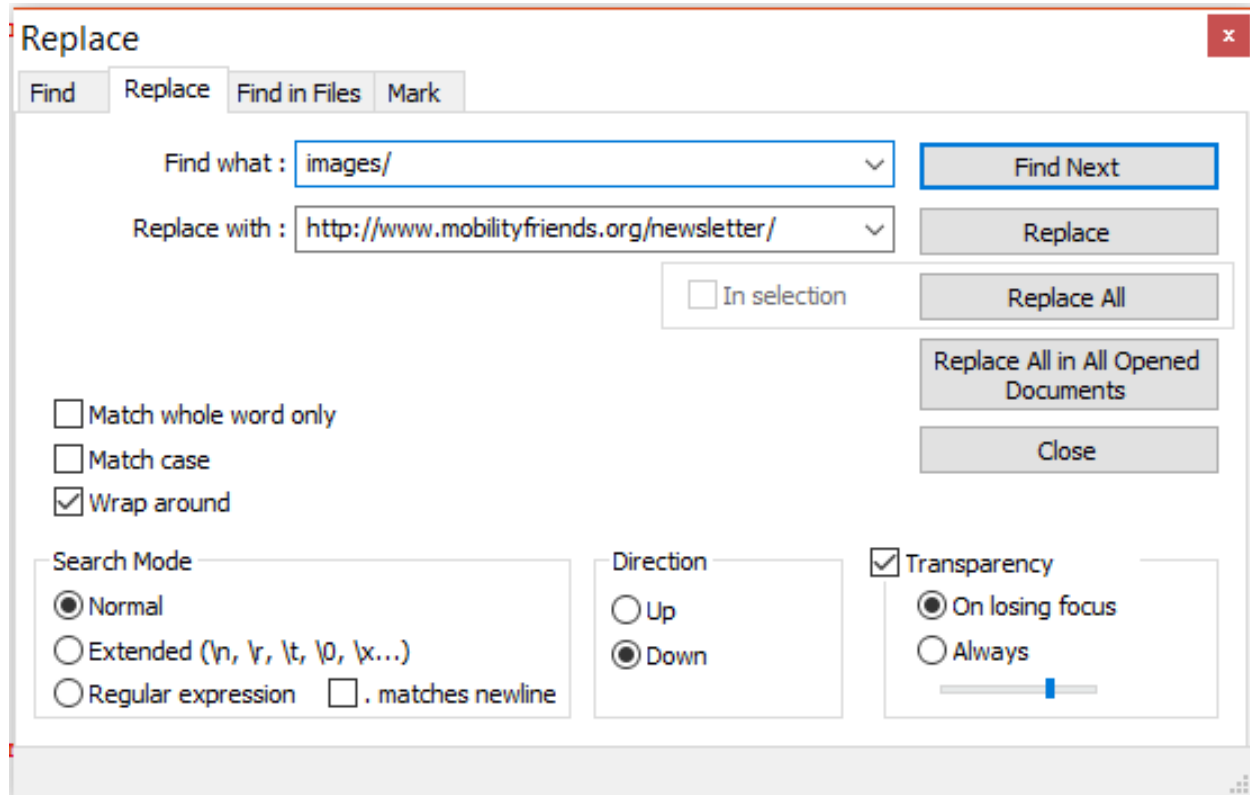 Replace
x
Find
Replace
Find in Files
Mark
Find what :
images/
Find Next
Replace with :
http://www.mobilityfriends.org/newsletter/
Replace
In selection
Replace All
Replace All in All Opened
Documents
Match whole word only
Match case
Close
Wrap around
Search Mode
Normal
Extended (\n, \r, \t, \0, \x...)
Regular expression
. matches newline
Direction
Up
Down
Transparency
On losing focus
Always